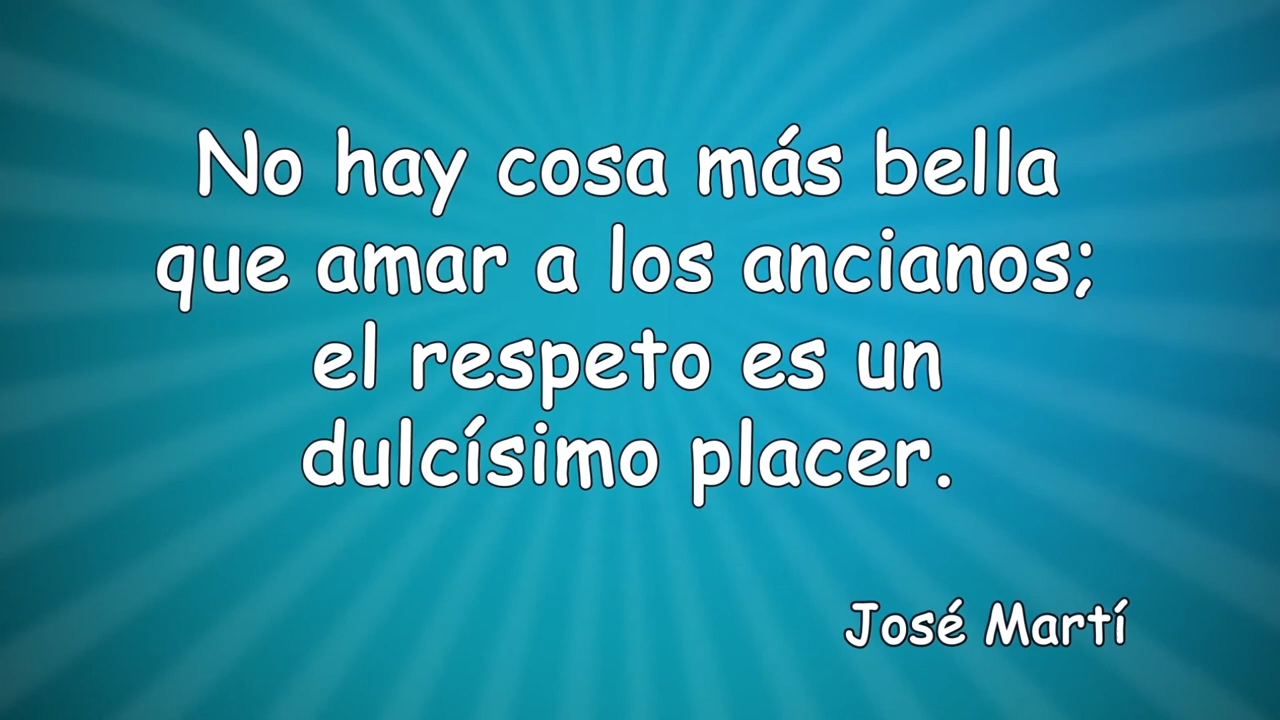 No hay cosa más bella
que amar a los ancianos;
el respeto es un
dulcísimo placer.
José Martí